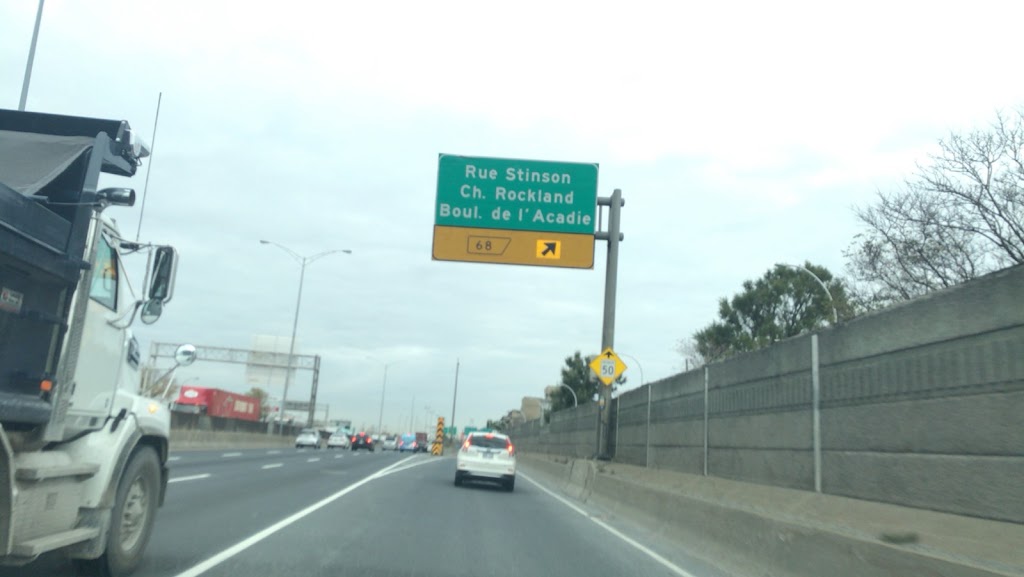 Rue Stinson
Ch. Rockland
Boul. de l'Acadie
68
50